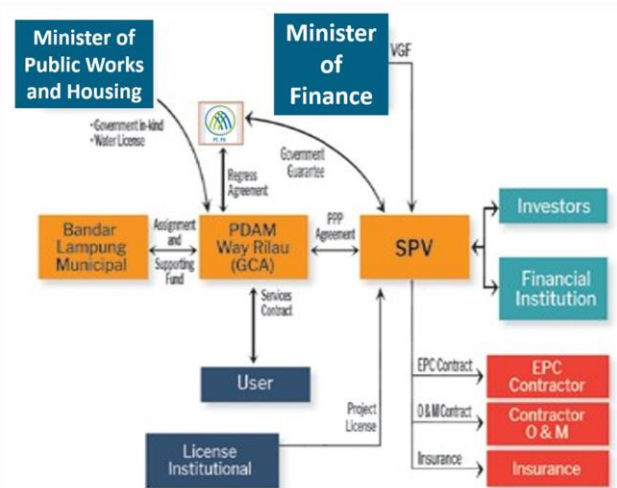 Minister of
Public Works
and Housing
Minister
of
Finance
VGF
•Government in-kind
•Water License
Regress
Agreement
Government
Guarantee
Bandar
Lampung
Municipal
Assignment
and
Supporting
Fund
PDAM
Way Rilau
(GCA)
PPP
Agreement
SPV
Investors
Financial
Institution
Services
Contract
User
Project
License
License
Institutional
EPC Contract
EPC
Contractor
O & M Contract
Contractor
O & M
Insurance
Insurance